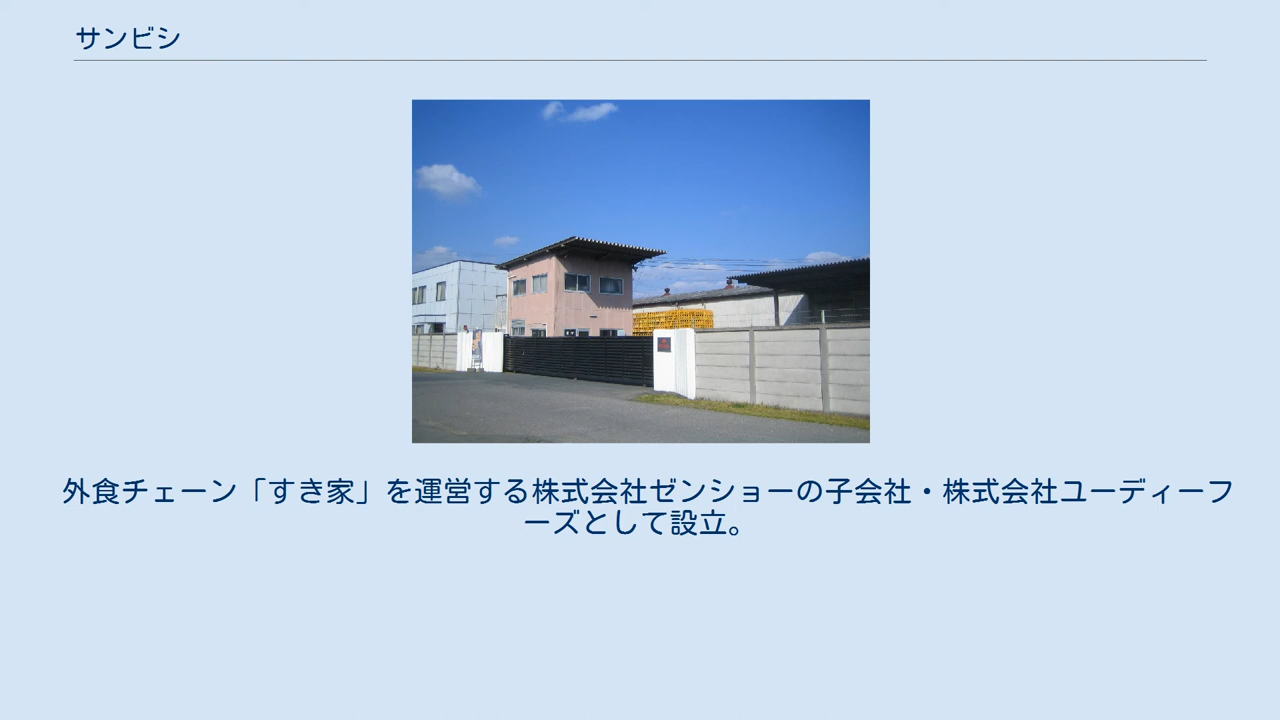 サンビシ
外食チェーン「すき家」を運営する株式会社ゼンショーの子会社・株式会社ユーディーフ
ーズとして設立。